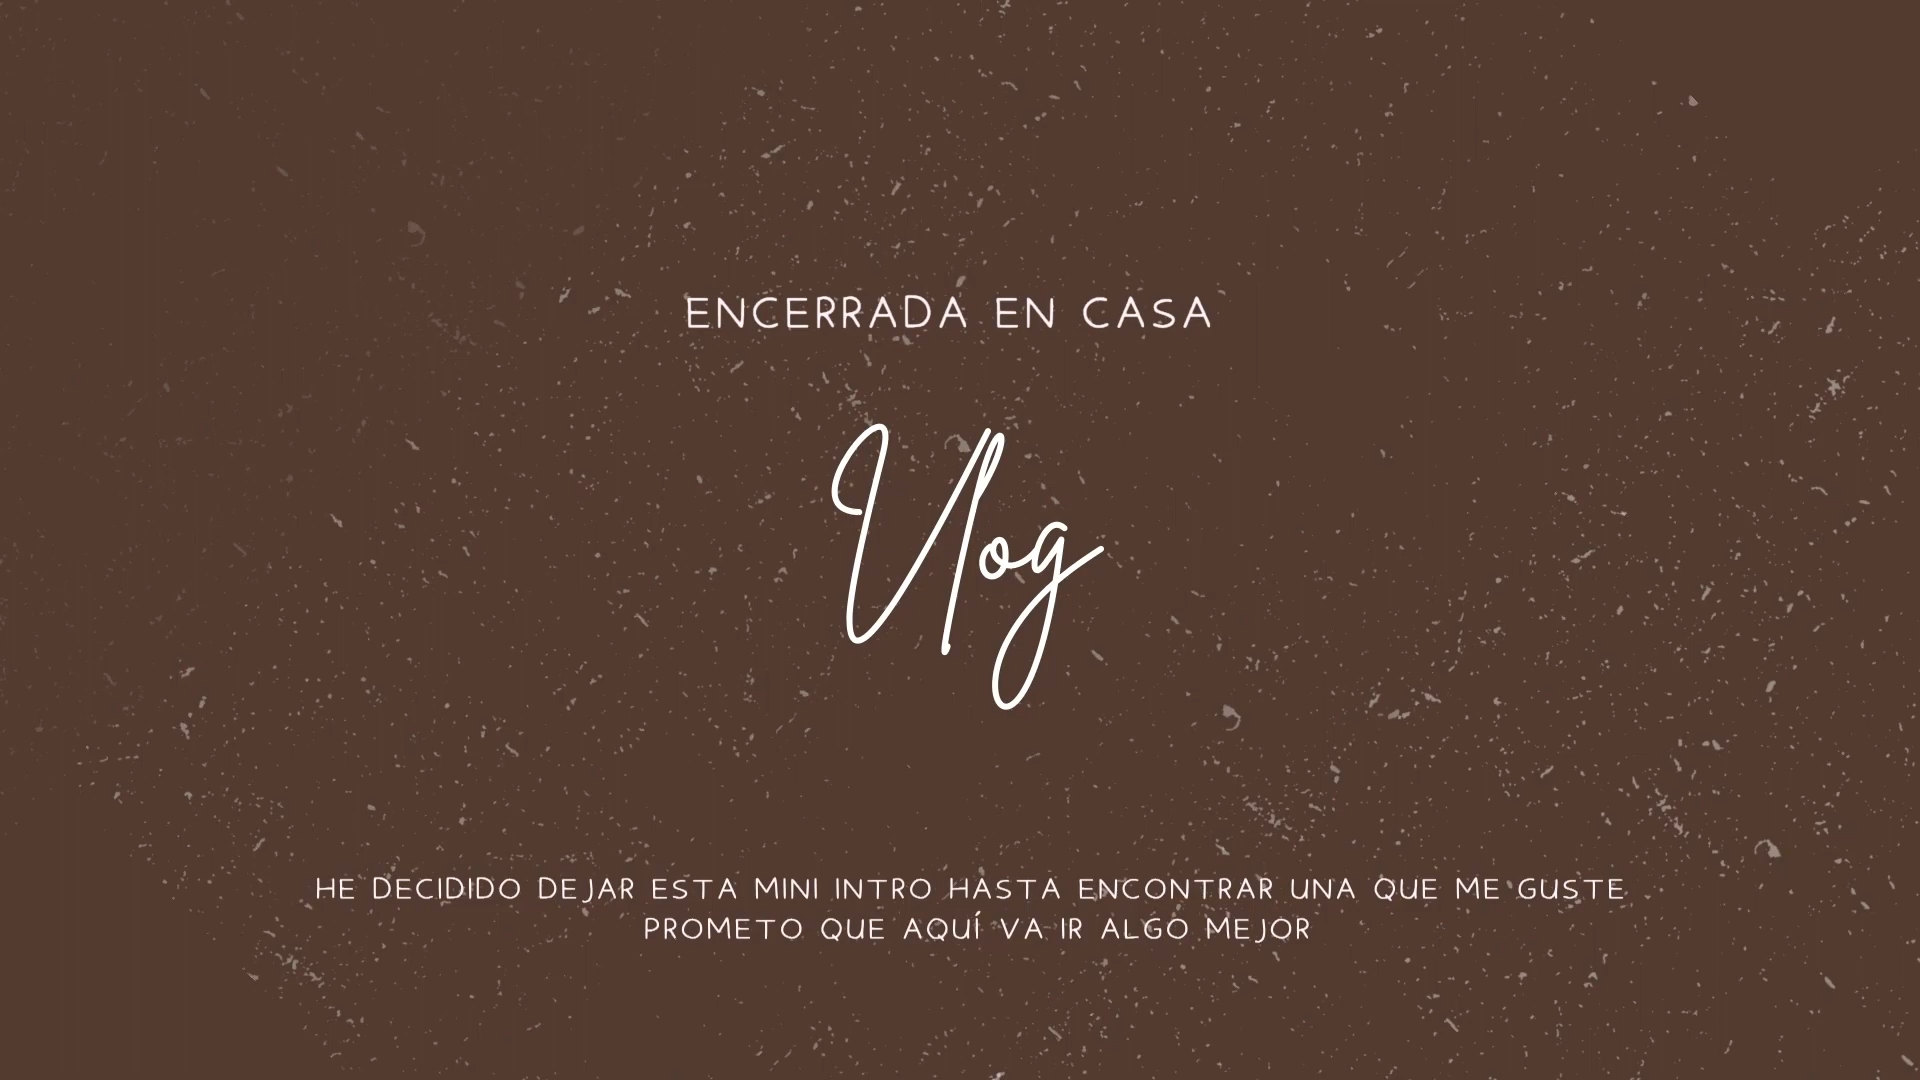 ENCERRADA EN CASA
Vlog
HE DECIDIDO DEJAR ESTA MINI INTRO HASTA ENCONTRAR UNA QUE ME GUSTE
PROMETO QUE AQUÍ VA IR ALGO MEJOR